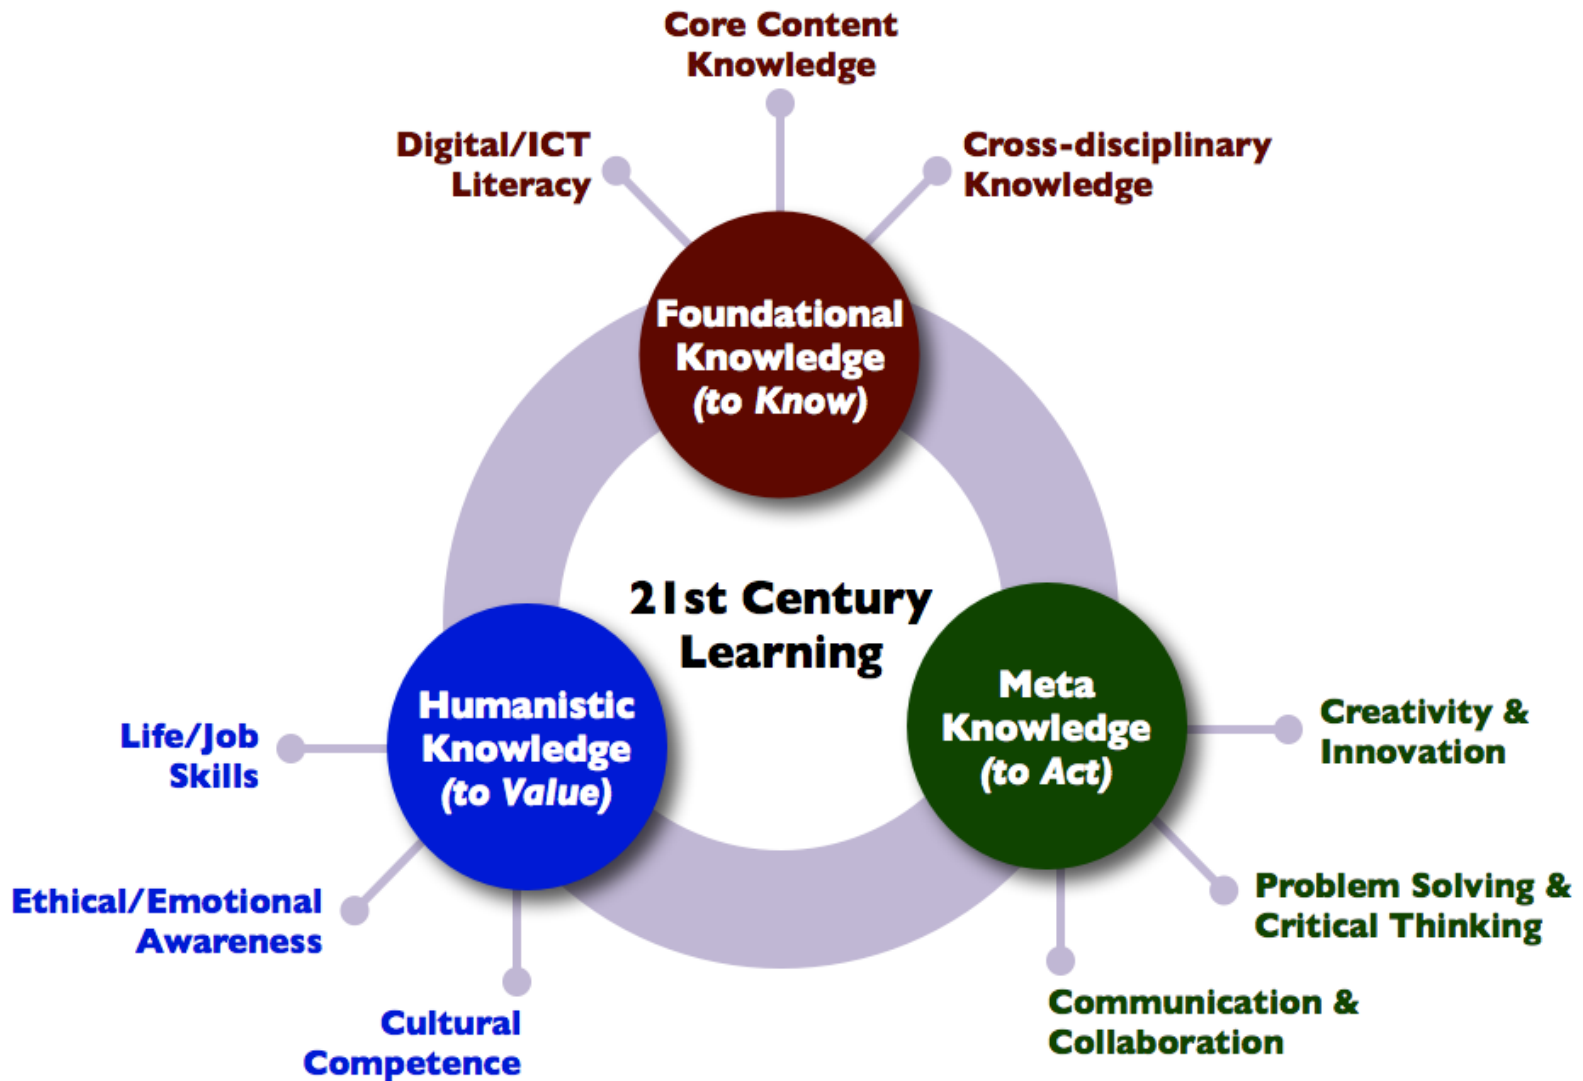 Core Content
Knowledge
Digital/ICT
Literacy
Cross-disciplinary
Knowledge
Foundational
Knowledge
(to Know)
21st Century
Learning
Humanistic
Knowledge
(to Value)
Meta
Knowledge
(to Act)
Life/Job
Skills
Ethical/Emotional
Awareness
Cultural
Competence
Creativity &
Innovation
Problem Solving &
Critical Thinking
Communication &
Collaboration